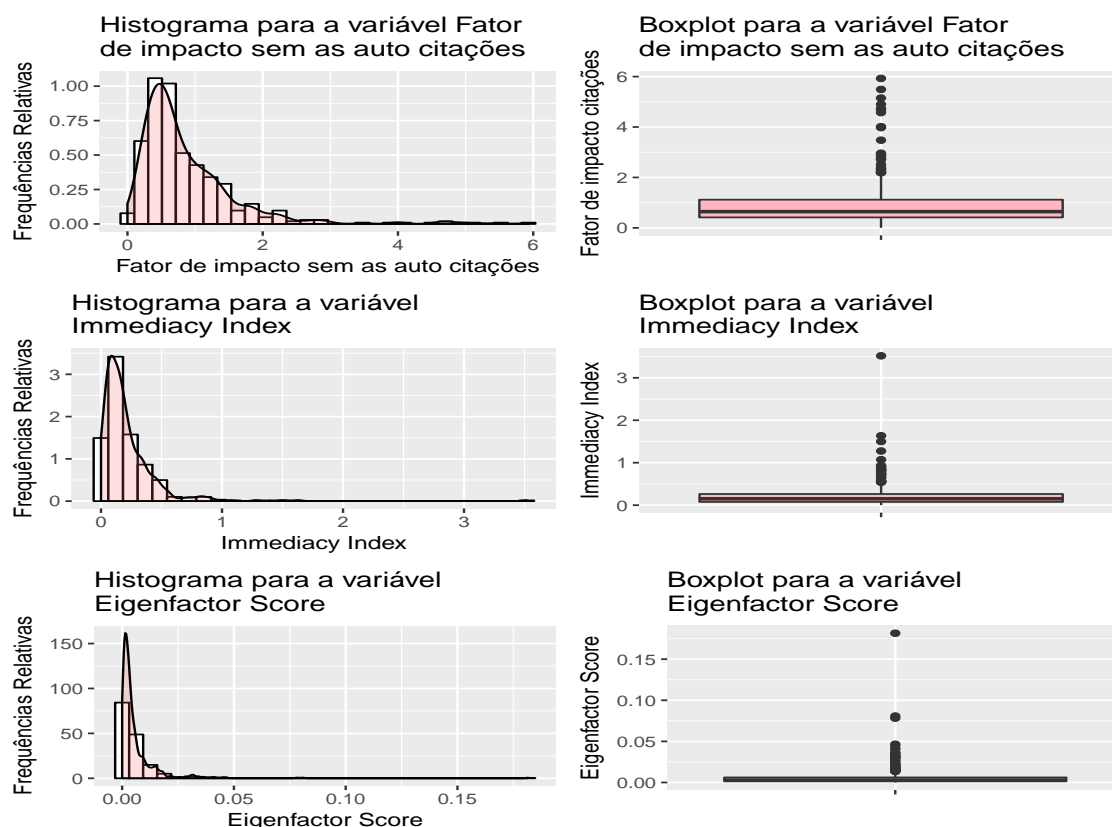 Histograma para a variável Fator
de impacto sem as auto citações
Frequências Relativas
1.00
0.75
0.50
0.25
0.00
0 2 4 6
Fator de impacto sem as auto citações
Boxplot para a variável Fator
de impacto sem as auto citações
Fator de impacto citações
6
4
2
0
Histograma para a variável
Immediacy Index
Frequências Relativas
3
2
1
0
0 1 2 3
Immediacy Index
Boxplot para a variável
Immediacy Index
Immediacy Index
3
2
1
0
Histograma para a variável
Eigenfactor Score
Frequências Relativas
150
100
50
0
0.00 0.05 0.10 0.15
Eigenfactor Score
Boxplot para a variável
Eigenfactor Score
Eigenfactor Score
0.15
0.10
0.05
0.00